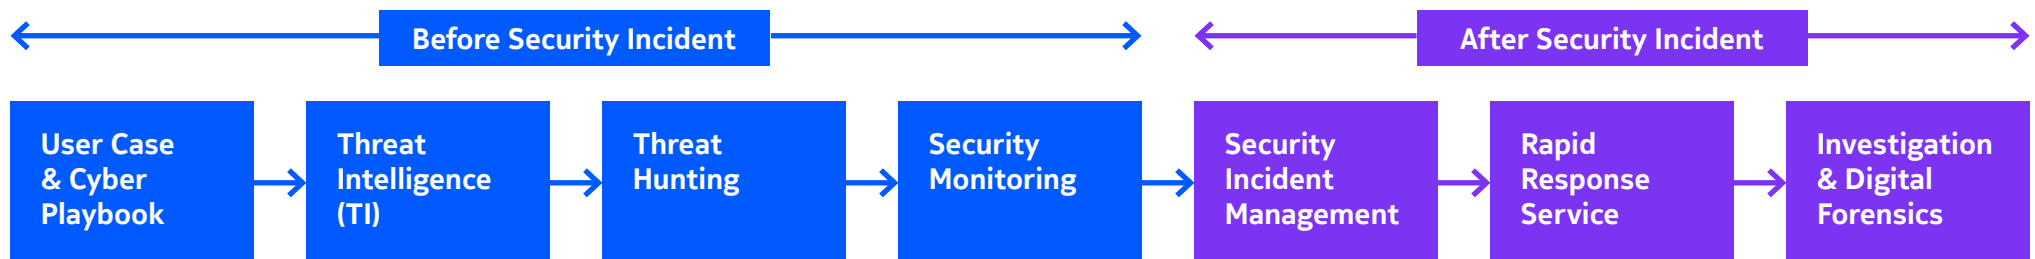 Before Security Incident
After Security Incident
User Case
& Cyber
Playbook
Threat
Intelligence
(TI)
Threat
Hunting
Security
Monitoring
Security
Incident
Management
Rapid
Response
Service
Investigation
& Digital
Forensics